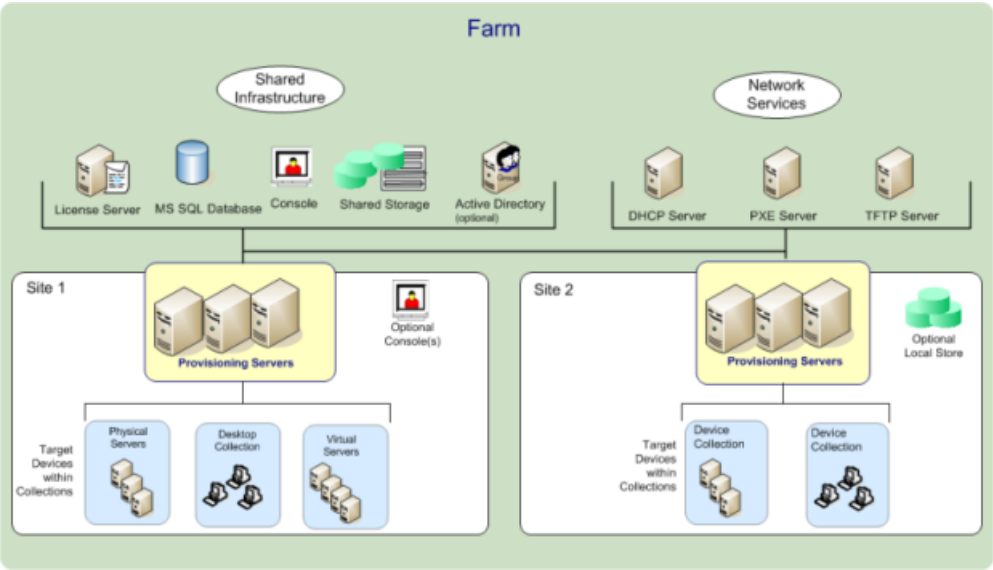 Farm
Shared
Infrastructure
Network
Services
License Server
MS SQL Database
Console
Shared Storage
Group
Active Directory
(optional)
DHCP Server
PXE Server
TFTP Server
Site 1
Provisioning Servers
Optional
Console(s)
Target
Devices
within
Collections
Physical
Servers
Desktop
Collection
Virtual
Servers
Site 2
Provisioning Servers
Optional
Local Store
Target
Devices
within
Collections
Device
Collection
Device
Collection